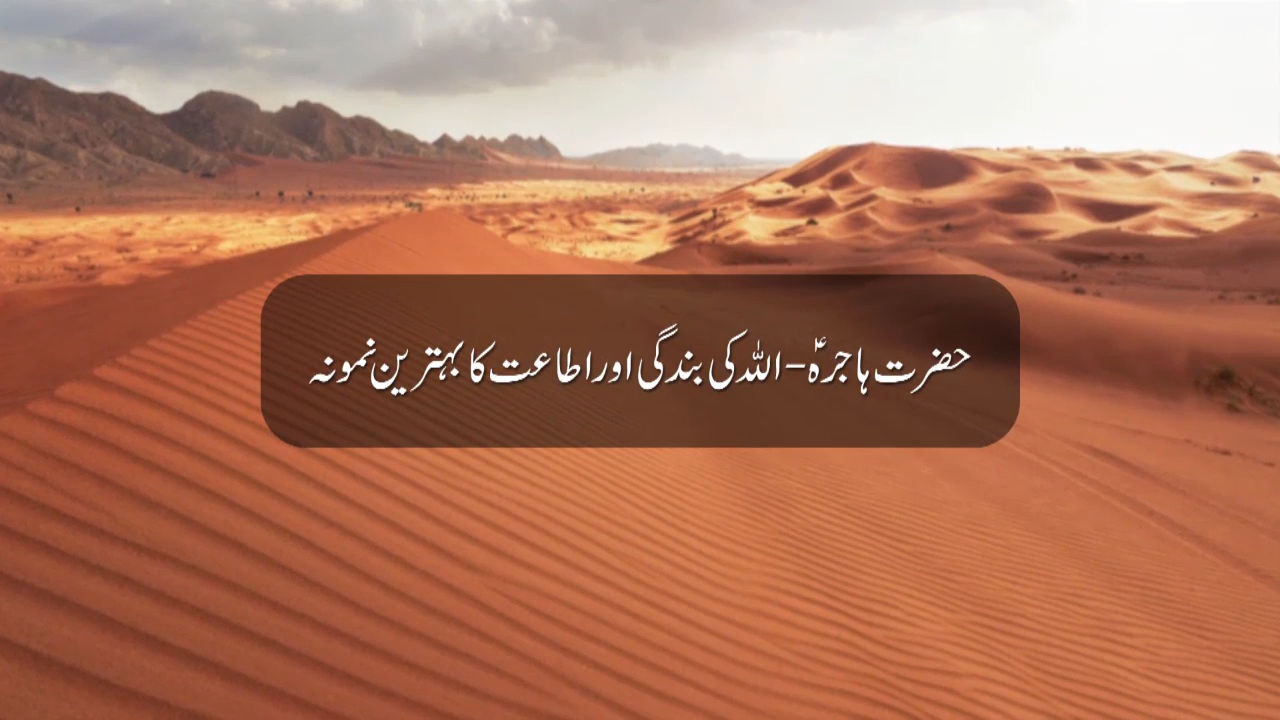 حضرت ہاجرہؑ – اللہ کی بندگی اور اطاعت کا بہترین نمونہ